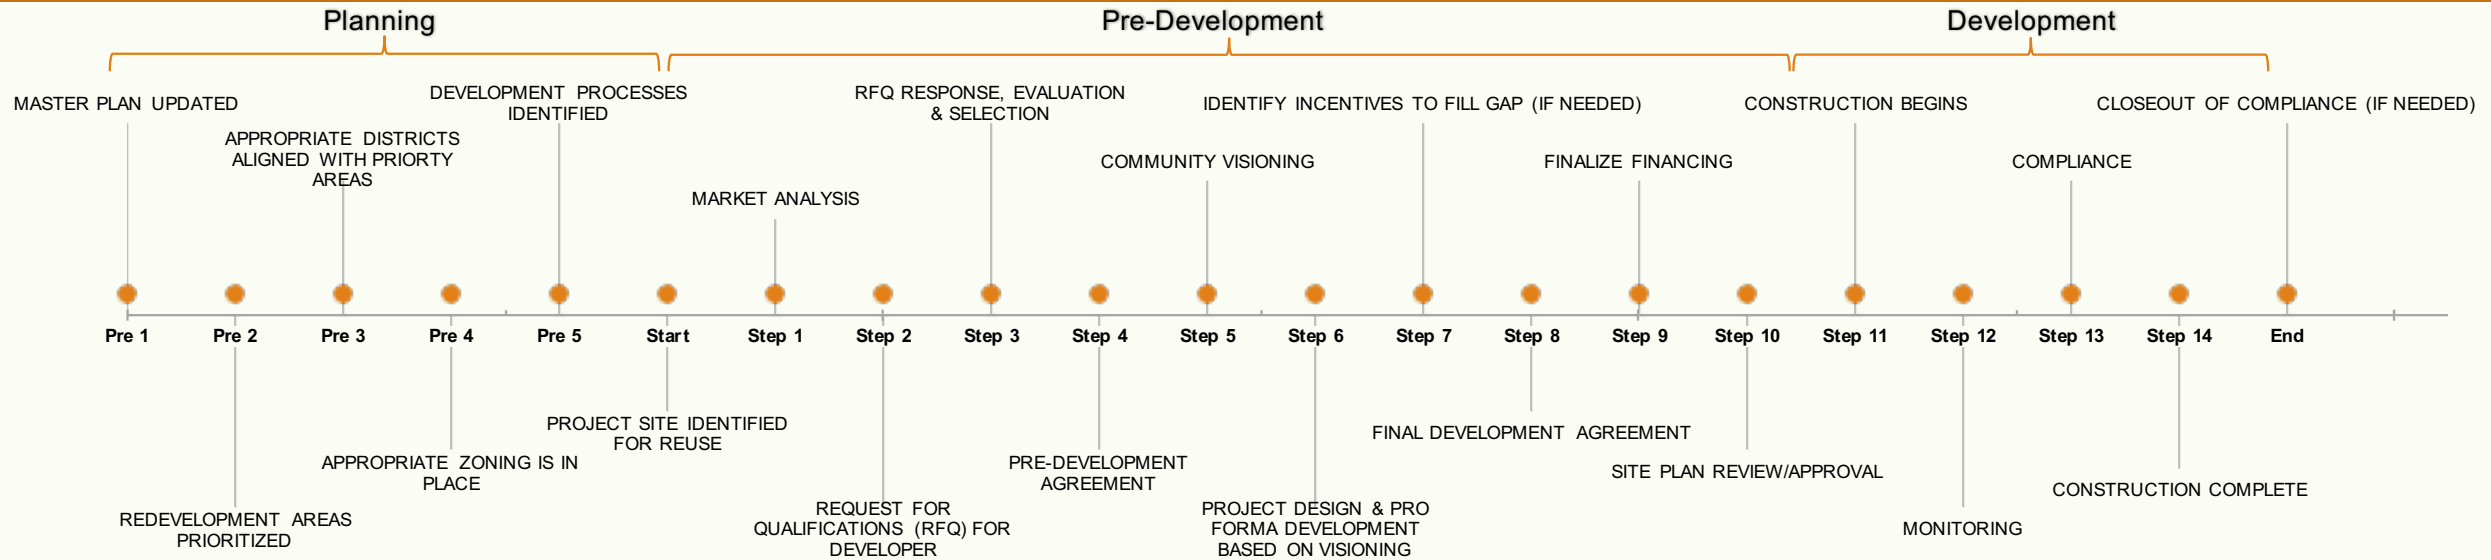 Planning
Pre-Development
Development
MASTER PLAN UPDATED
APPROPRIATE DISTRICTS
ALIGNED WITH PRIORTY
AREAS
DEVELOPMENT PROCESSES
IDENTIFIED
MARKET ANALYSIS
RFQ RESPONSE, EVALUATION
& SELECTION
COMMUNITY VISIONING
IDENTIFY INCENTIVES TO FILL GAP (IF NEEDED)
FINALIZE FINANCING
CONSTRUCTION BEGINS
COMPLIANCE
CLOSEOUT OF COMPLIANCE (IF NEEDED)
Pre 1
Pre 2
Pre 3
Pre 4
Pre 5
Start
Step 1
Step 2
Step 3
Step 4
Step 5
Step 6
Step 7
Step 8
Step 9
Step 10
Step 11
Step 12
Step 13
Step 14
End
REDEVELOPMENT AREAS
PRIORITIZED
APPROPRIATE ZONING IS IN
PLACE
PROJECT SITE IDENTIFIED
FOR REUSE
REQUEST FOR
QUALIFICATIONS (RFQ) FOR
DEVELOPER
PRE-DEVELOPMENT
AGREEMENT
PROJECT DESIGN & PRO
FORMA DEVELOPMENT
BASED ON VISIONING
FINAL DEVELOPMENT AGREEMENT
SITE PLAN REVIEW/APPROVAL
MONITORING
CONSTRUCTION COMPLETE